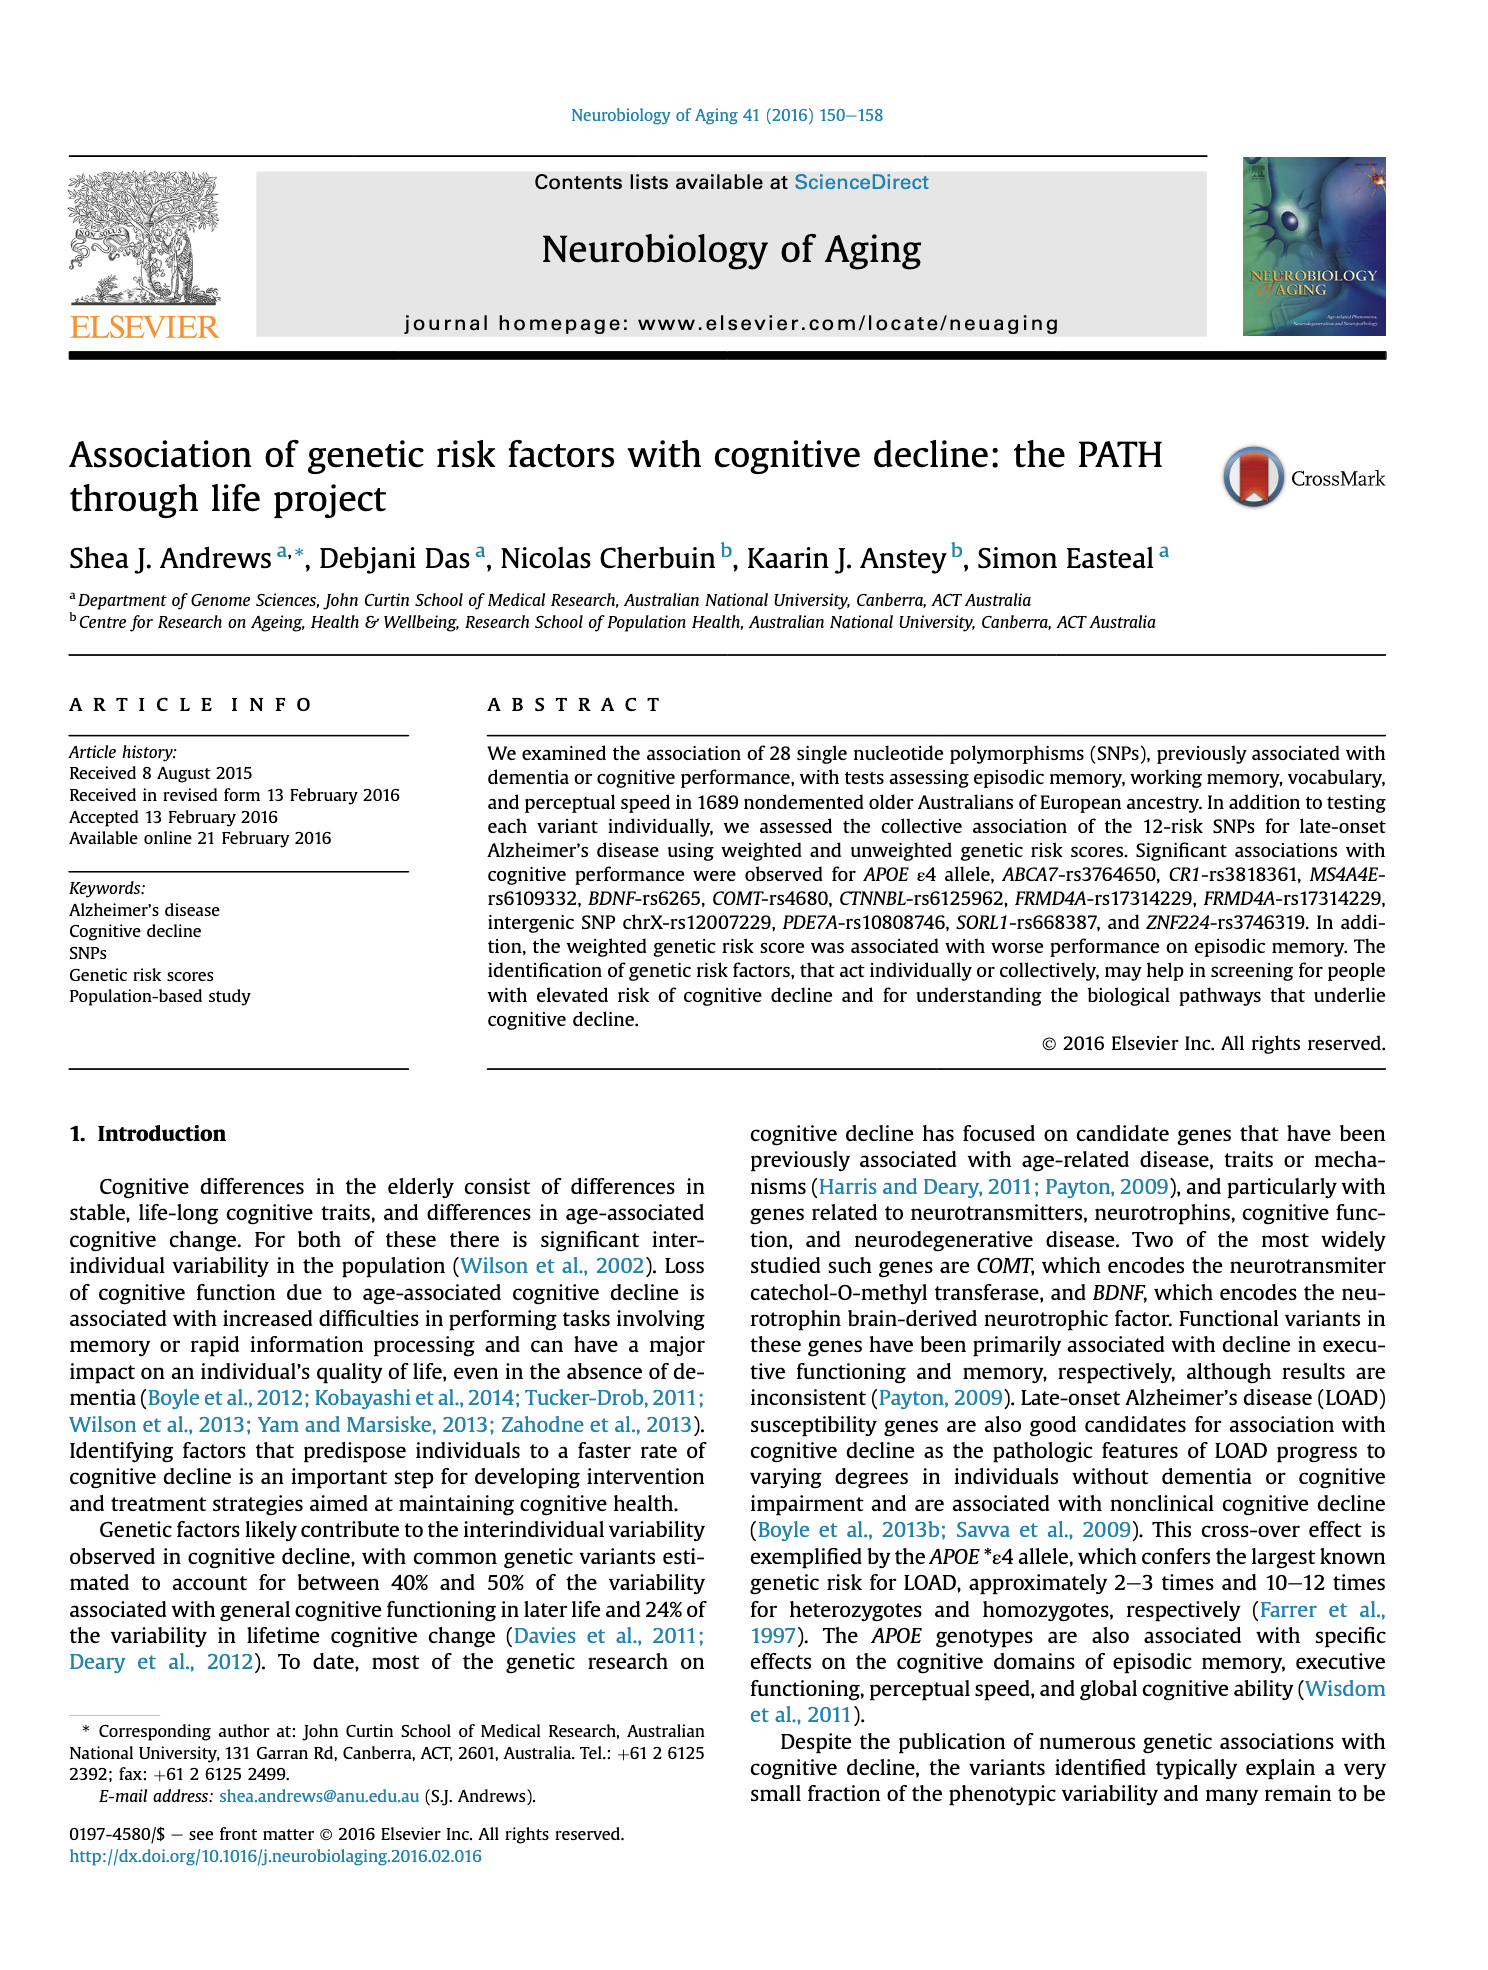 Neurobiology of Aging 41 (2016) 150–158
Contents lists available at ScienceDirect
Neurobiology of Aging
journal homepage: www.elsevier.com/locate/neuaging
NON SOLUS
ELSEVIER
NEUROBIOLOGY
of AGING
Age-related Phenomena,
Neurodegeneration and Neuropathology
Association of genetic risk factors with cognitive decline: the PATH
through life project
CrossMark
Shea J. Andrews a,*, Debjani Das a, Nicolas Cherbuin b, Kaarin J. Anstey b, Simon Easteal a
a Department of Genome Sciences, John Curtin School of Medical Research, Australian National University, Canberra, ACT Australia
b Centre for Research on Ageing, Health & Wellbeing, Research School of Population Health, Australian National University, Canberra, ACT Australia
ARTICLE INFO
Article history:
Received 8 August 2015
Received in revised form 13 February 2016
Accepted 13 February 2016
Available online 21 February 2016
Keywords:
Alzheimer's disease
Cognitive decline
SNPs
Genetic risk scores
Population-based study
ABSTRACT
We examined the association of 28 single nucleotide polymorphisms (SNPs), previously associated with
dementia or cognitive performance, with tests assessing episodic memory, working memory, vocabulary,
and perceptual speed in 1689 nondemented older Australians of European ancestry. In addition to testing
each variant individually, we assessed the collective association of the 12-risk SNPs for late-onset
Alzheimer's disease using weighted and unweighted genetic risk scores. Significant associations with
cognitive performance were observed for APOE ε4 allele, ABCA7-rs3764650, CR1-rs3818361, MS4A4E-
rs6109332, BDNF-rs6265, COMT-rs4680, CTNNBL-rs6125962, FRMD4A-rs17314229, FRMD4A-rs17314229,
intergenic SNP chrX-rs12007229, PDE7A-rs10808746, SORL1-rs668387, and ZNF224-rs3746319. In addi-
tion, the weighted genetic risk score was associated with worse performance on episodic memory. The
identification of genetic risk factors, that act individually or collectively, may help in screening for people
with elevated risk of cognitive decline and for understanding the biological pathways that underlie
cognitive decline.
© 2016 Elsevier Inc. All rights reserved.
1. Introduction
Cognitive differences in the elderly consist of differences in
stable, life-long cognitive traits, and differences in age-associated
cognitive change. For both of these there is significant inter-
individual variability in the population (Wilson et al., 2002). Loss
of cognitive function due to age-associated cognitive decline is
associated with increased difficulties in performing tasks involving
memory or rapid information processing and can have a major
impact on an individual's quality of life, even in the absence of de-
mentia (Boyle et al., 2012; Kobayashi et al., 2014; Tucker-Drob, 2011;
Wilson et al., 2013; Yam and Marsiske, 2013; Zahodne et al., 2013).
Identifying factors that predispose individuals to a faster rate of
cognitive decline is an important step for developing intervention
and treatment strategies aimed at maintaining cognitive health.
Genetic factors likely contribute to the interindividual variability
observed in cognitive decline, with common genetic variants esti-
mated to account for between 40% and 50% of the variability
associated with general cognitive functioning in later life and 24% of
the variability in lifetime cognitive change (Davies et al., 2011;
Deary et al., 2012). To date, most of the genetic research on
* Corresponding author at: John Curtin School of Medical Research, Australian
National University, 131 Garran Rd, Canberra, ACT, 2601, Australia. Tel.: +61 2 6125
2392; fax: +61 2 6125 2499.
E-mail address: shea.andrews@anu.edu.au (S.J. Andrews).
0197-4580/$ – see front matter © 2016 Elsevier Inc. All rights reserved.
http://dx.doi.org/10.1016/j.neurobiolaging.2016.02.016
cognitive decline has focused on candidate genes that have been
previously associated with age-related disease, traits or mecha-
nisms (Harris and Deary, 2011; Payton, 2009), and particularly with
genes related to neurotransmitters, neurotrophins, cognitive func-
tion, and neurodegenerative disease. Two of the most widely
studied such genes are COMT, which encodes the neurotransmiter
catechol-O-methyl transferase, and BDNF, which encodes the neu-
rotrophin brain-derived neurotrophic factor. Functional variants in
these genes have been primarily associated with decline in execu-
tive functioning and memory, respectively, although results are
inconsistent (Payton, 2009). Late-onset Alzheimer's disease (LOAD)
susceptibility genes are also good candidates for association with
cognitive decline as the pathologic features of LOAD progress to
varying degrees in individuals without dementia or cognitive
impairment and are associated with nonclinical cognitive decline
(Boyle et al., 2013b; Savva et al., 2009). This cross-over effect is
exemplified by the APOE *ε4 allele, which confers the largest known
genetic risk for LOAD, approximately 2–3 times and 10–12 times
for heterozygotes and homozygotes, respectively (Farrer et al.,
1997). The APOE genotypes are also associated with specific
effects on the cognitive domains of episodic memory, executive
functioning, perceptual speed, and global cognitive ability (Wisdom
et al., 2011).
Despite the publication of numerous genetic associations with
cognitive decline, the variants identified typically explain a very
small fraction of the phenotypic variability and many remain to be